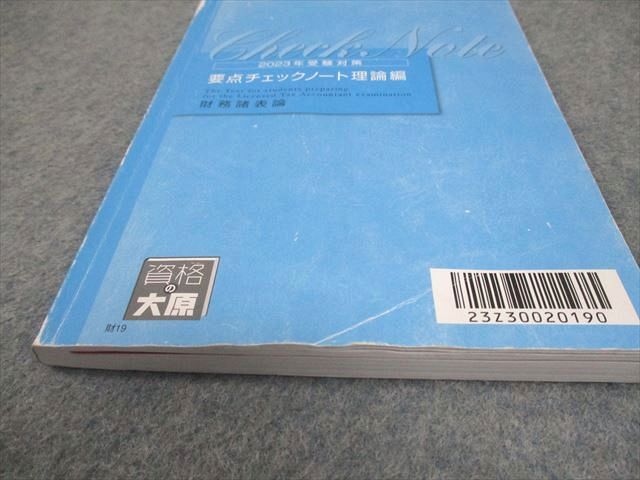 Check Note
2023年受験対策
要点チェックノート理論編
The Text for students preparing
for the Licensed Tax Accountant examination
財務諸表論
資格
の
大原
財19
23Z30020190